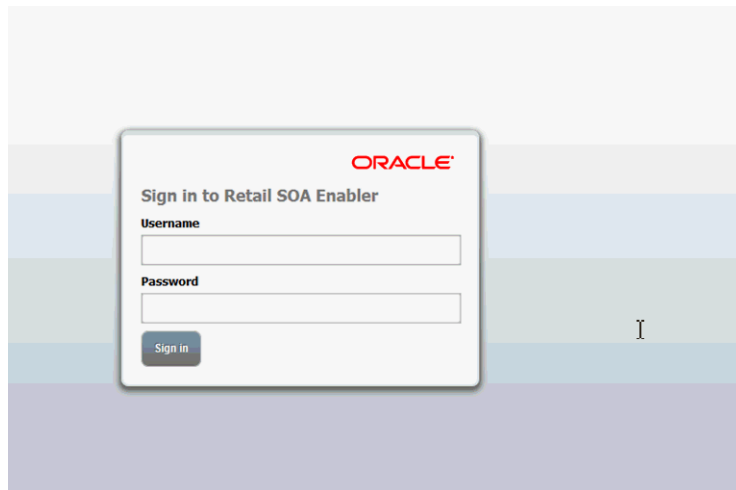 ORACLE
Sign in to Retail SOA Enabler
Username
Password
Sign in